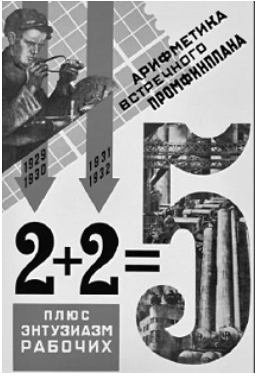 АРИФМЕТИКА
ВСТРЕЧНОГО
ПРОМФИНПЛАНА
1929
1930
1931
1932
2+2=5
ПЛЮС
ЭНТУЗИАЗМ
РАБОЧИХ